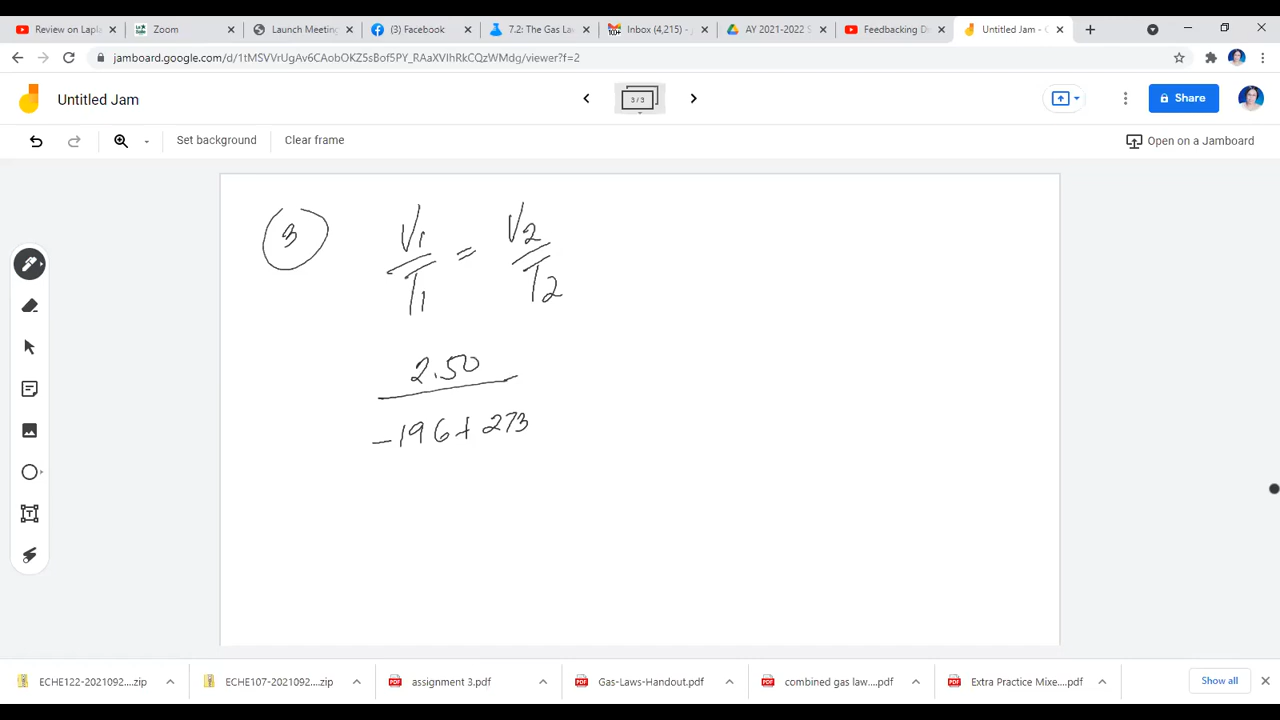 Review on Lapla
Zoom
Launch Meeting
(3) Facebook
7.2: The Gas Law
Inbox (4,215) -
AY 2021-2022 S
Feedbacking D
Untitled Jam -
jamboard.google.com/d/1tMSVVrUgAv6CAobOKZ5sBof5PY_RAaXVIhRkCQzWMdg/viewer?f=2
Untitled Jam
3 / 3
Share
Set background
Clear frame
Open on a Jamboard
3
V1/T1 = V2/T2
2.50
-196+273
ECHE122-2021092....zip
ECHE107-2021092....zip
assignment 3.pdf
Gas-Laws-Handout.pdf
combined gas law....pdf
Extra Practice Mixe....pdf
Show all